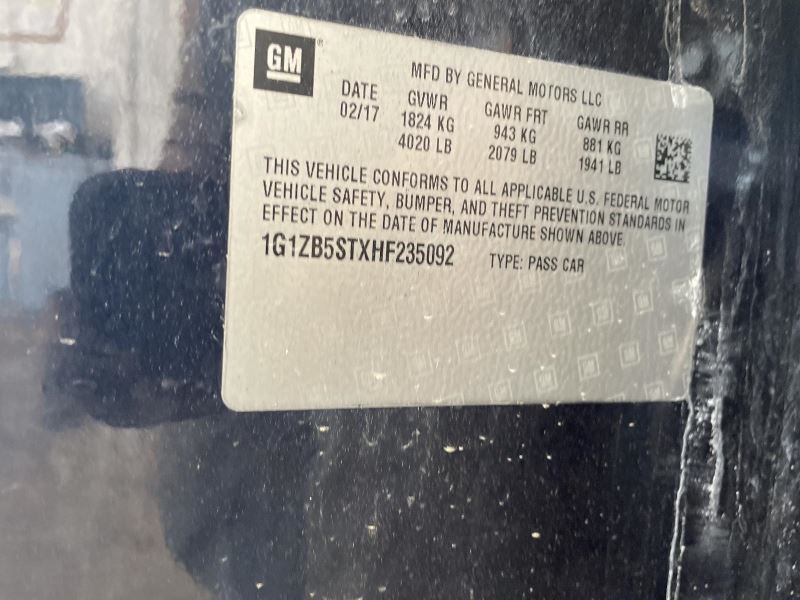 GM
MFD BY GENERAL MOTORS LLC
DATE GVWR GAWR FRT GAWR RR
02/17 1824 KG 943 KG 881 KG
4020 LB 2079 LB 1941 LB
THIS VEHICLE CONFORMS TO ALL APPLICABLE U.S. FEDERAL MOTOR
VEHICLE SAFETY, BUMPER, AND THEFT PREVENTION STANDARDS IN
EFFECT ON THE DATE OF MANUFACTURE SHOWN ABOVE.
1G1ZB5STXHF235092 TYPE: PASS CAR